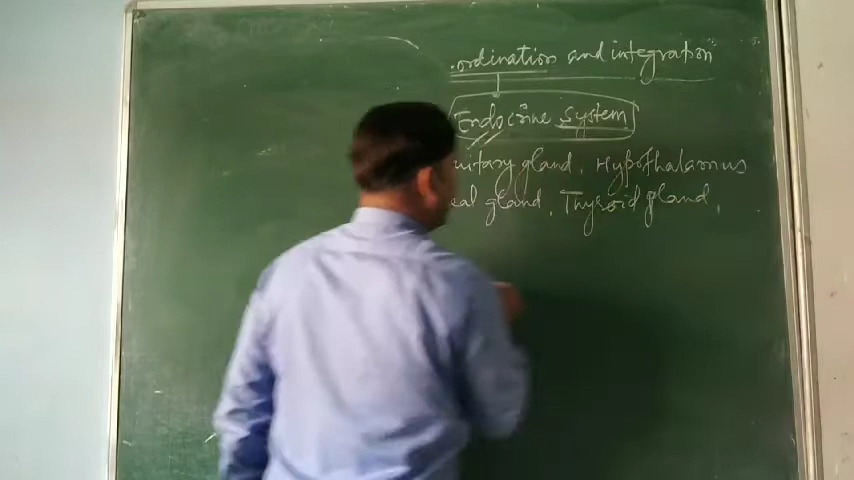 .ordination and integration
Endocrine System
uitary gland, Hypothalamus
eal gland, Thyroid gland,